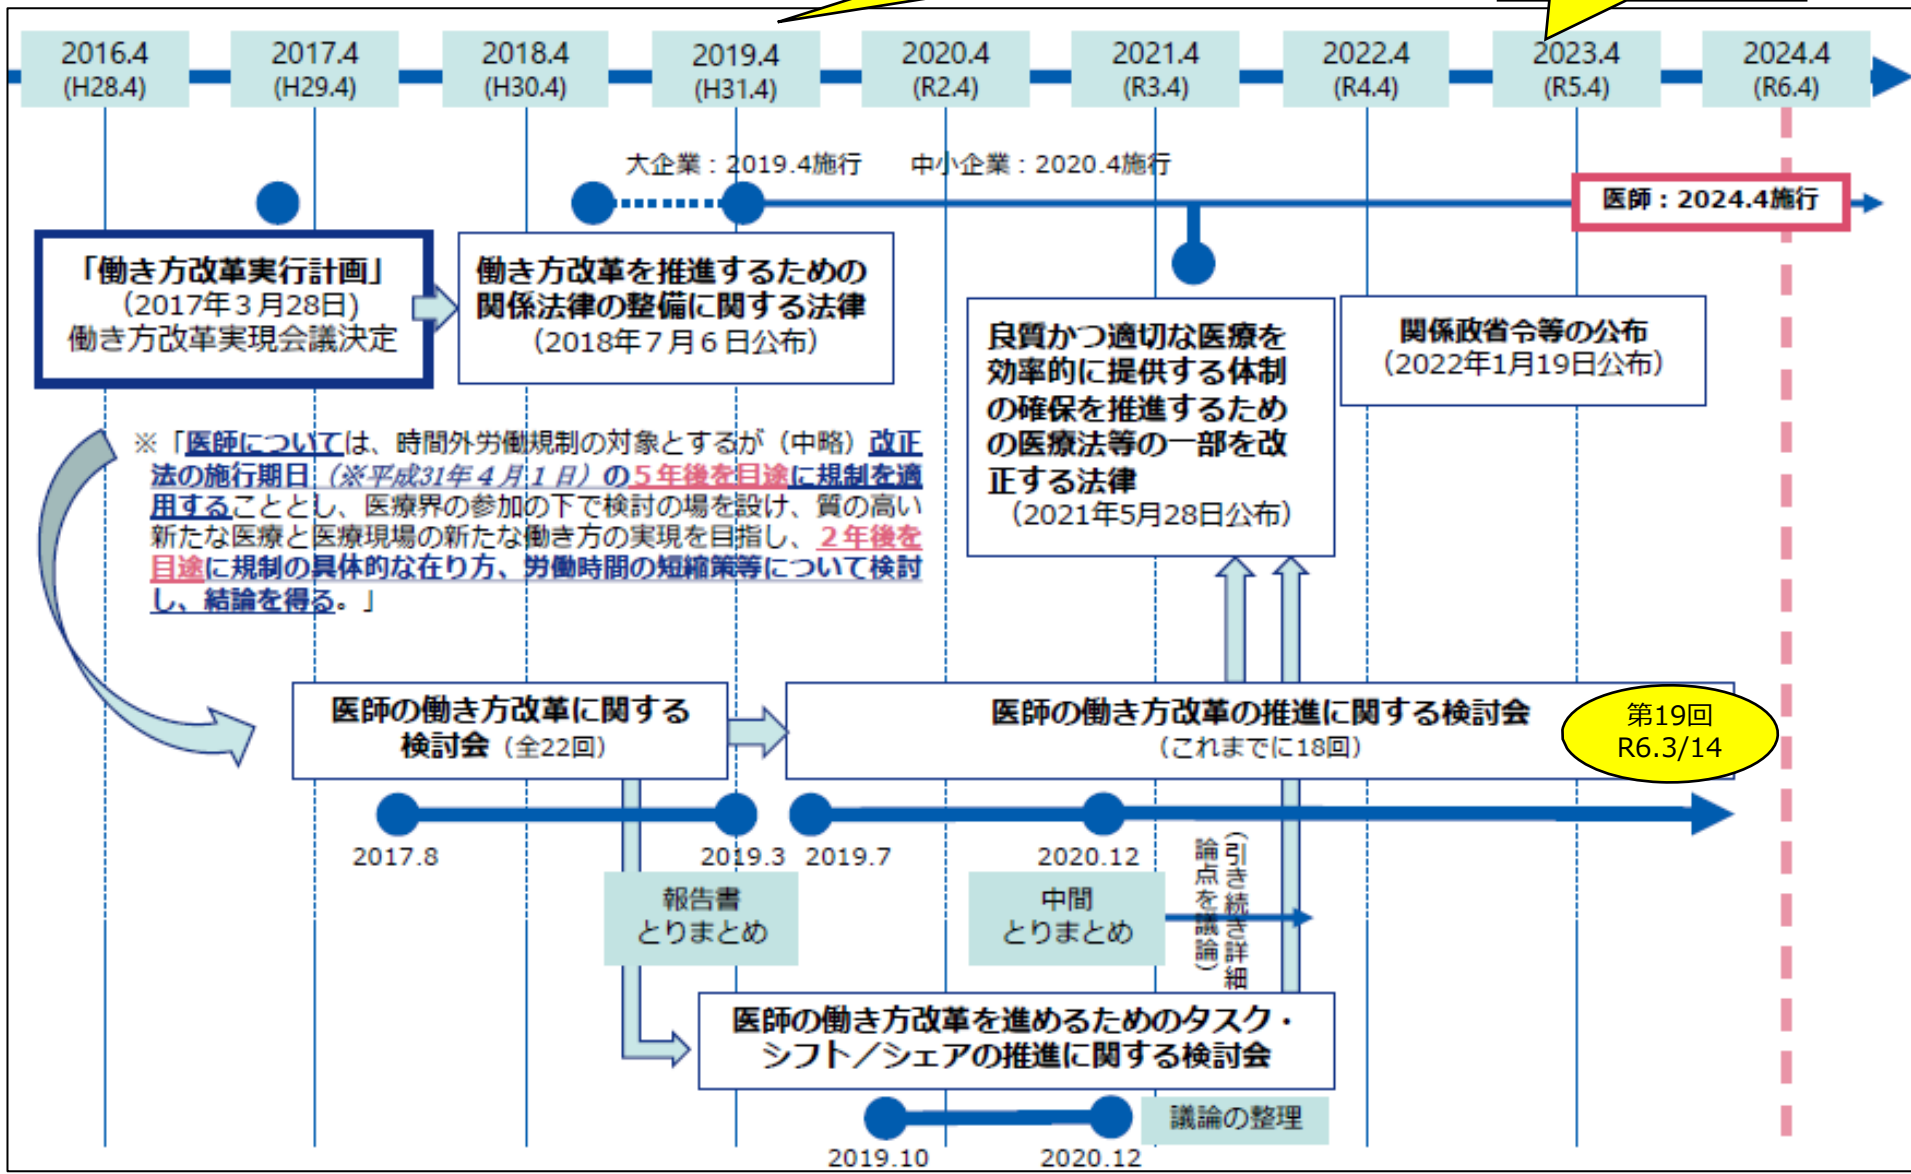 2016.4
(H28.4)
2017.4
(H29.4)
2018.4
(H30.4)
2019.4
(H31.4)
2020.4
(R2.4)
2021.4
(R3.4)
2022.4
(R4.4)
2023.4
(R5.4)
2024.4
(R6.4)
大企業：2019.4施行　中小企業：2020.4施行
医師：2024.4施行
「働き方改革実行計画」
（2017年３月28日）
働き方改革実現会議決定
働き方改革を推進するための
関係法律の整備に関する法律
（2018年７月６日公布）
良質かつ適切な医療を
効率的に提供する体制
の確保を推進するため
の医療法等の一部を改
正する法律
（2021年5月28日公布）
関係政省令等の公布
（2022年1月19日公布）
※「医師については、時間外労働規制の対象とするが（中略）改正
法の施行期日（※平成31年４月１日）の５年後を目途に規制を適
用することとし、医療界の参加の下で検討の場を設け、質の高い
新たな医療と医療現場の新たな働き方の実現を目指し、２年後を
目途に規制の具体的な在り方、労働時間の短縮策等について検討
し、結論を得る。」
医師の働き方改革に関する
検討会（全22回）
医師の働き方改革の推進に関する検討会
（これまでに18回）
第19回
R6.3/14
2017.8
2019.3
2019.7
2020.12
報告書
とりまとめ
中間
とりまとめ
（引き続き詳細
論点を議論）
医師の働き方改革を進めるためのタスク・
シフト／シェアの推進に関する検討会
議論の整理
2019.10
2020.12